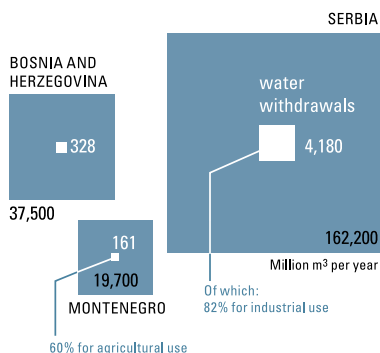 SERBIA
BOSNIA AND
HERZEGOVINA
water
withdrawals
328
4,180
37,500
161
162,200
19,700
Million m³ per year
MONTENEGRO
Of which:
82% for industrial use
60% for agricultural use